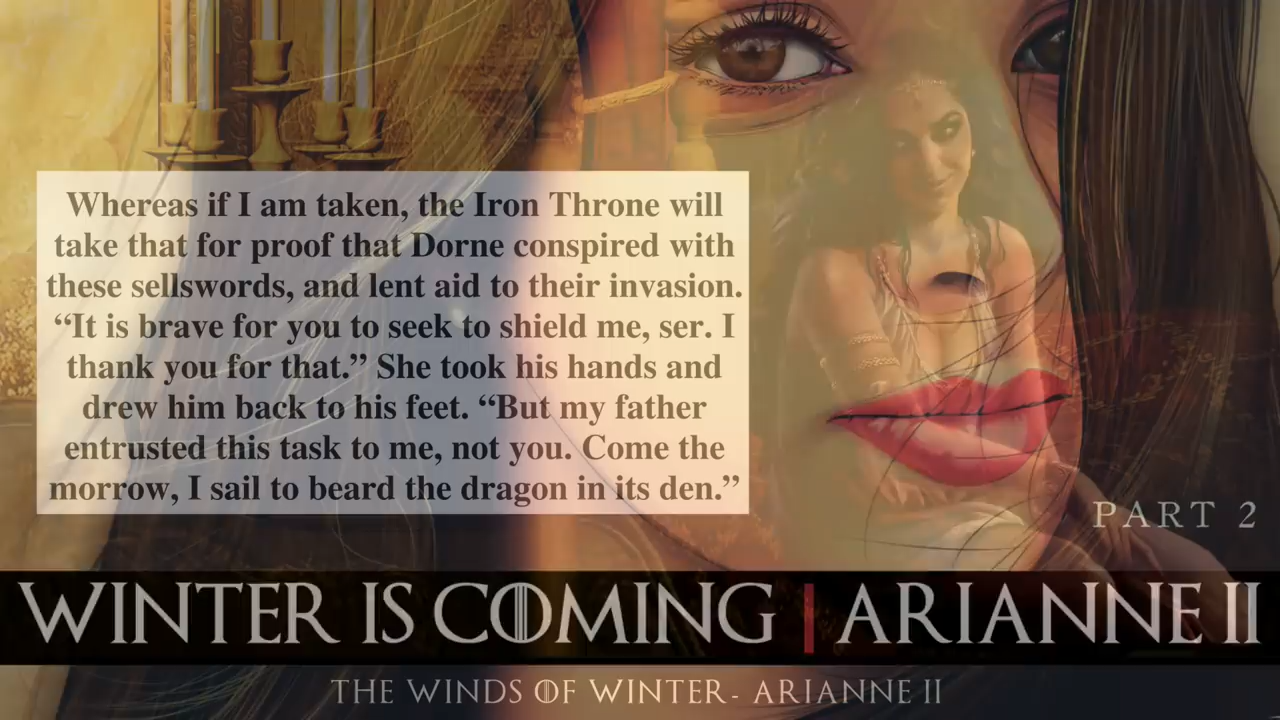 Whereas if I am taken, the Iron Throne will
take that for proof that Dorne conspired with
these sellswords, and lent aid to their invasion.
“It is brave for you to seek to shield me, ser. I
thank you for that.” She took his hands and
drew him back to his feet. “But my father
entrusted this task to me, not you. Come the
morrow, I sail to beard the dragon in its den.”
PART 2
WINTER IS COMING | ARIANNE II
THE WINDS OF WINTER- ARIANNE II